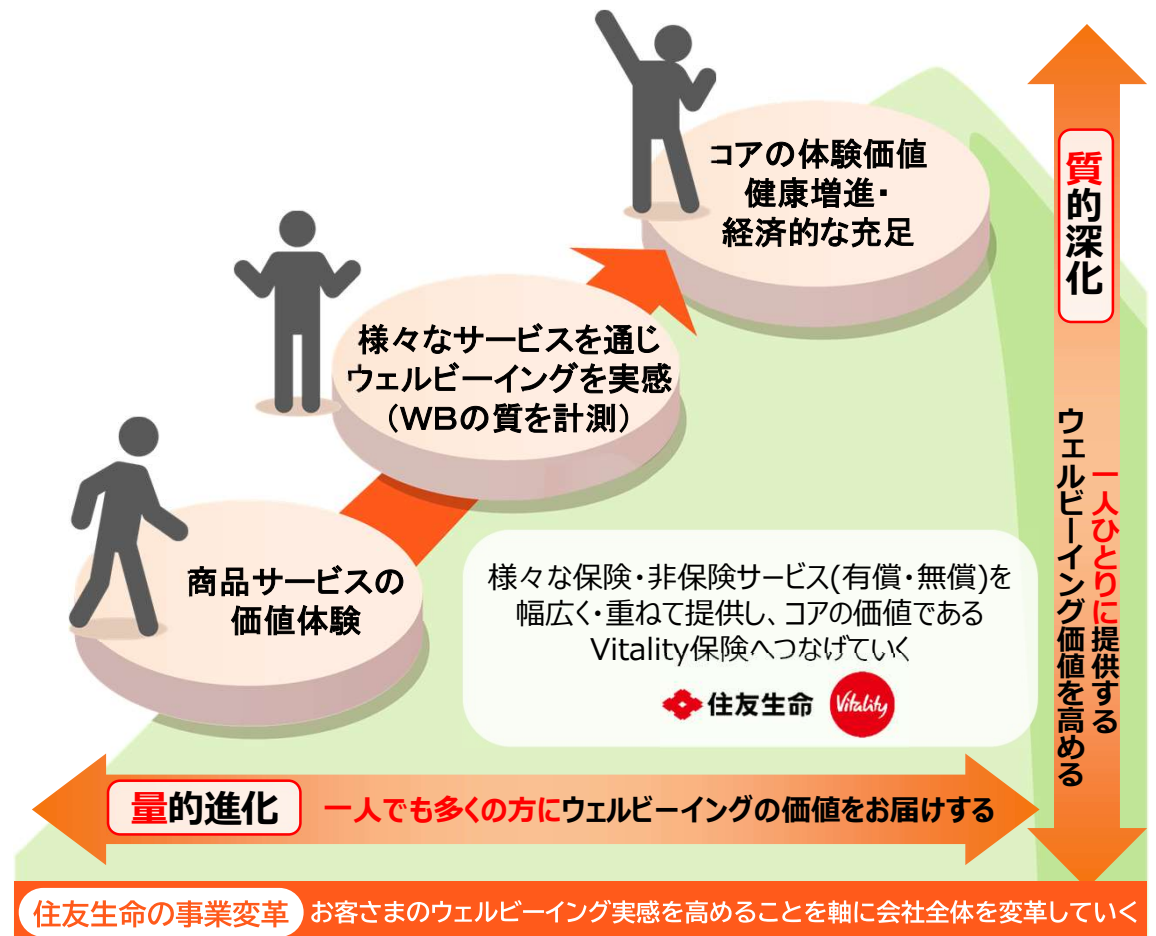 コアの体験価値
健康増進・
経済的な充足
様々なサービスを通じ
ウェルビーイングを実感
（WBの質を計測）
商品サービスの
価値体験
様々な保険・非保険サービス(有償・無償)を
幅広く・重ねて提供し、コアの価値である
Vitality保険へつなげていく
住友生命 Vitality
質的深化
一人ひとりに提供する
ウェルビーイング価値を高める
量的進化 一人でも多くの方にウェルビーイングの価値をお届けする
住友生命の事業変革 お客さまのウェルビーイング実感を高めることを軸に会社全体を変革していく